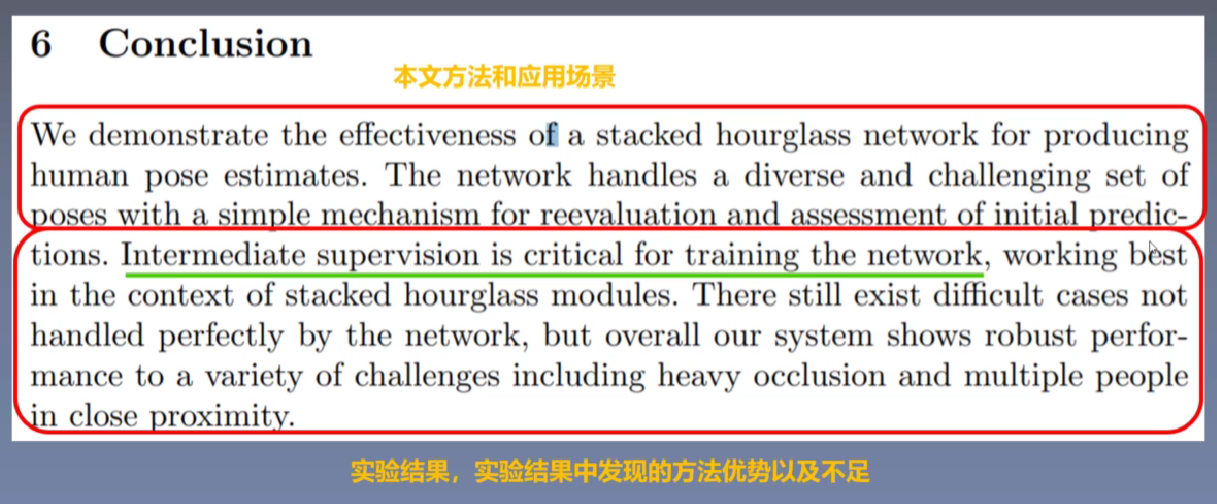 6 Conclusion
本文方法和应用场景
We demonstrate the effectiveness of a stacked hourglass network for producing
human pose estimates. The network handles a diverse and challenging set of
poses with a simple mechanism for reevaluation and assessment of initial predic-
tions. Intermediate supervision is critical for training the network, working best
in the context of stacked hourglass modules. There still exist difficult cases not
handled perfectly by the network, but overall our system shows robust perfor-
mance to a variety of challenges including heavy occlusion and multiple people
in close proximity.
实验结果，实验结果中发现的方法优势以及不足